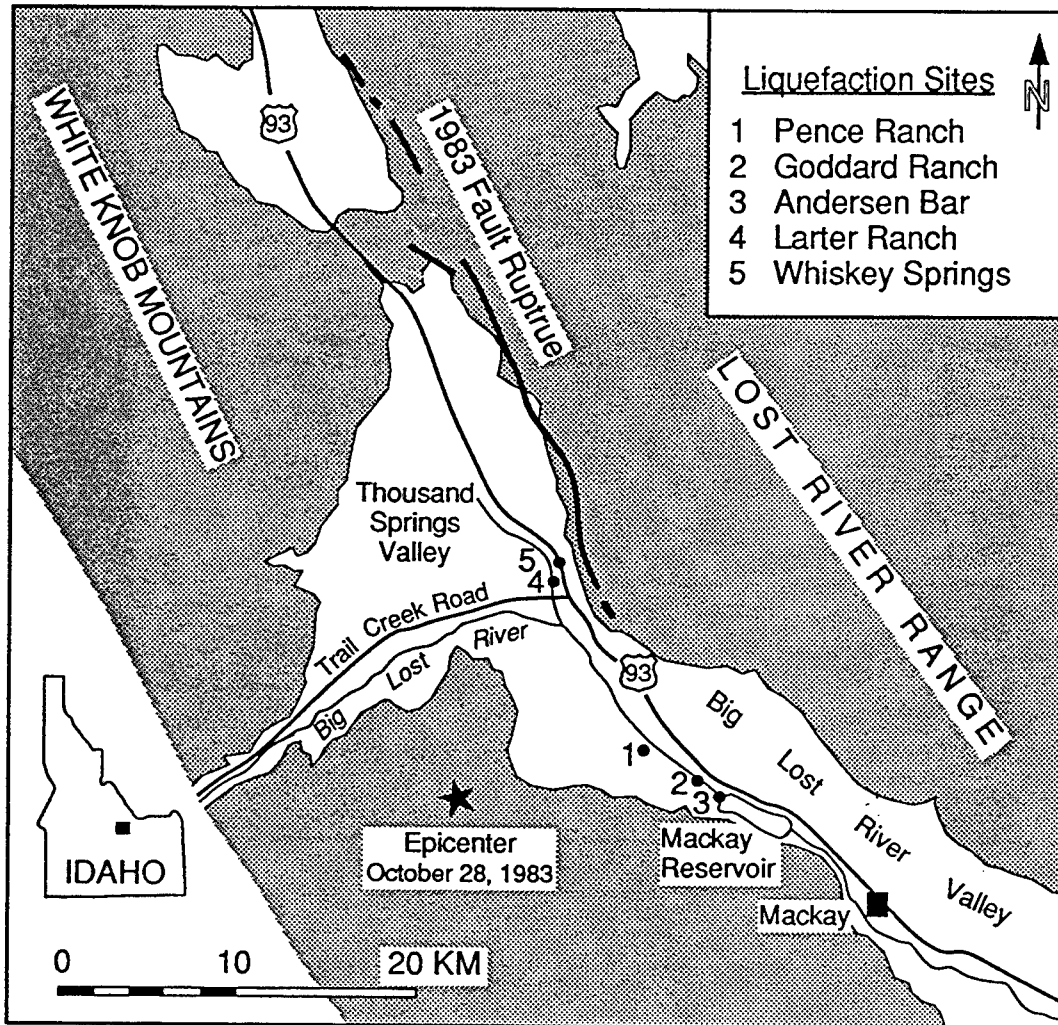 WHITE KNOB MOUNTAINS
93
1983 Fault Ruptrue
Liquefaction Sites
N
1 Pence Ranch
2 Goddard Ranch
3 Andersen Bar
4 Larter Ranch
5 Whiskey Springs
LOST RIVER RANGE
Thousand
Springs
Valley
5
4
Trail Creek Road
Big Lost River
93
Big Lost River Valley
1
2
3
Epicenter
October 28, 1983
Mackay
Reservoir
Mackay
IDAHO
0 10 20 KM